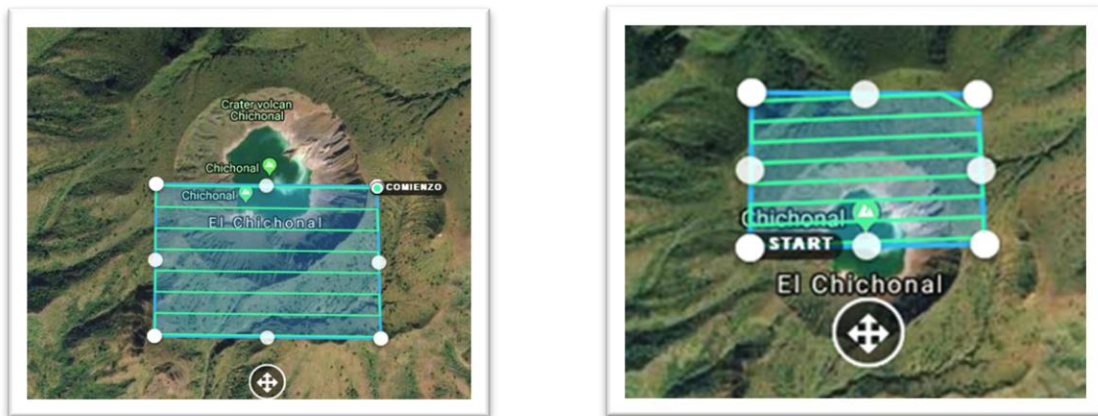 Crater volcan
Chichonal
Chichonal
Chichonal
COMIENZO
El Chichonal
Chichonal
START
El Chichonal